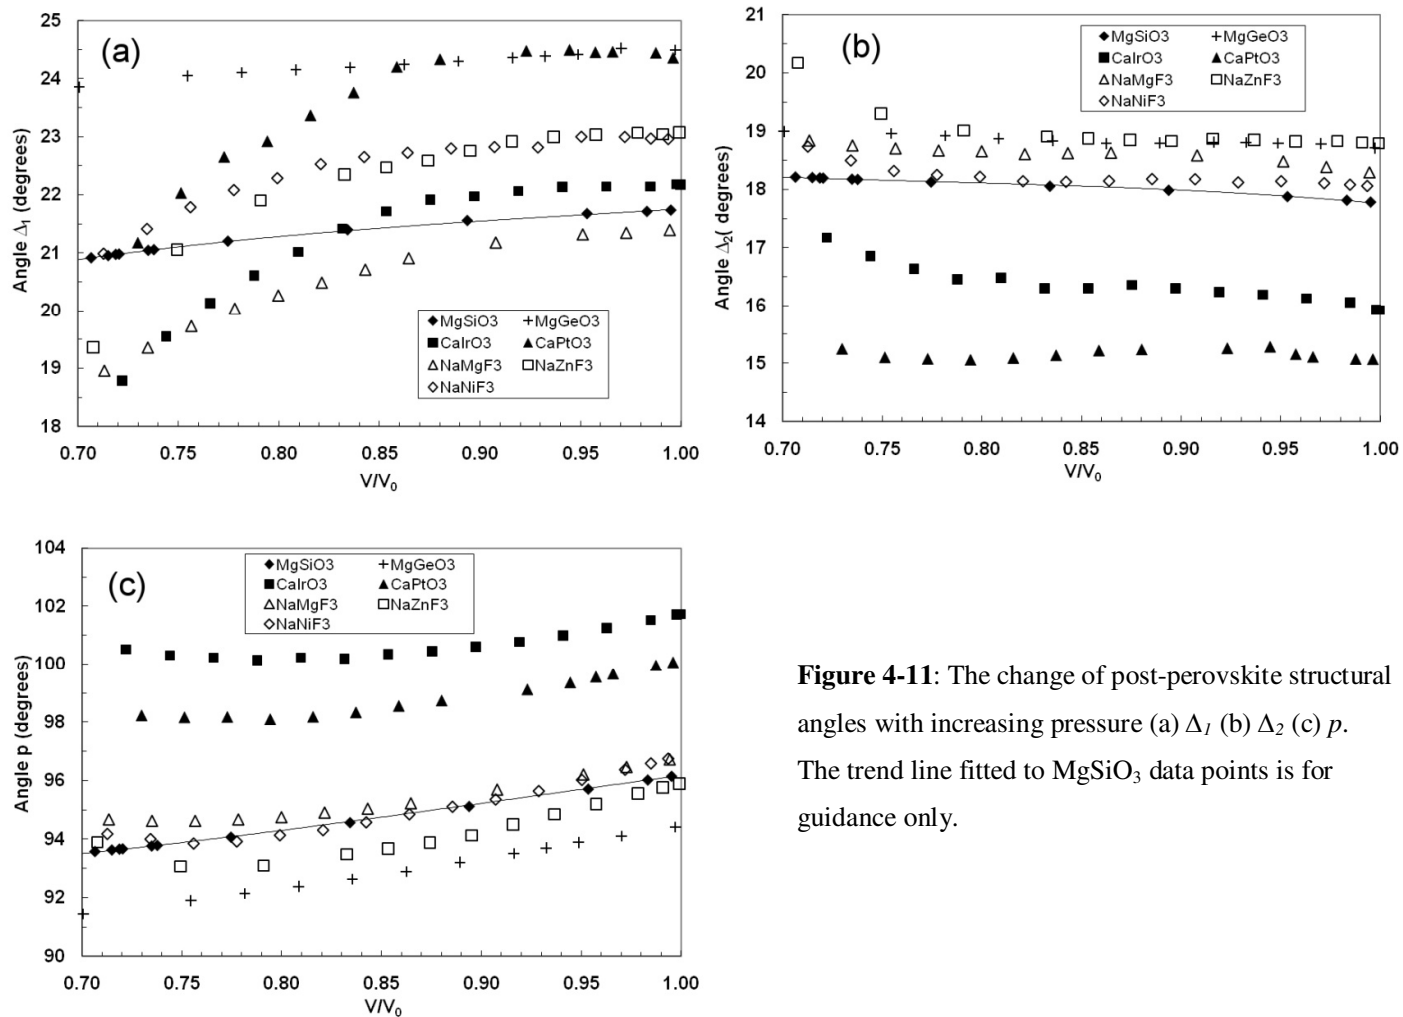 (a)
25
24
23
22
21
20
19
18
Angle Δ1 (degrees)
MgSiO3 MgGeO3
CaIrO3 CaPtO3
NaMgF3 NaZnF3
NaNiF3
0.70 0.75 0.80 0.85 0.90 0.95 1.00
V/V0
(b)
21
20
19
18
17
16
15
14
Angle Δ2( degrees)
MgSiO3 MgGeO3
CaIrO3 CaPtO3
NaMgF3 NaZnF3
NaNiF3
0.70 0.75 0.80 0.85 0.90 0.95 1.00
V/V0
(c)
104
102
100
98
96
94
92
90
Angle p (degrees)
MgSiO3 MgGeO3
CaIrO3 CaPtO3
NaMgF3 NaZnF3
NaNiF3
0.70 0.75 0.80 0.85 0.90 0.95 1.00
V/V0
Figure 4-11: The change of post-perovskite structural
angles with increasing pressure (a) Δ1 (b) Δ2 (c) p.
The trend line fitted to MgSiO3 data points is for
guidance only.